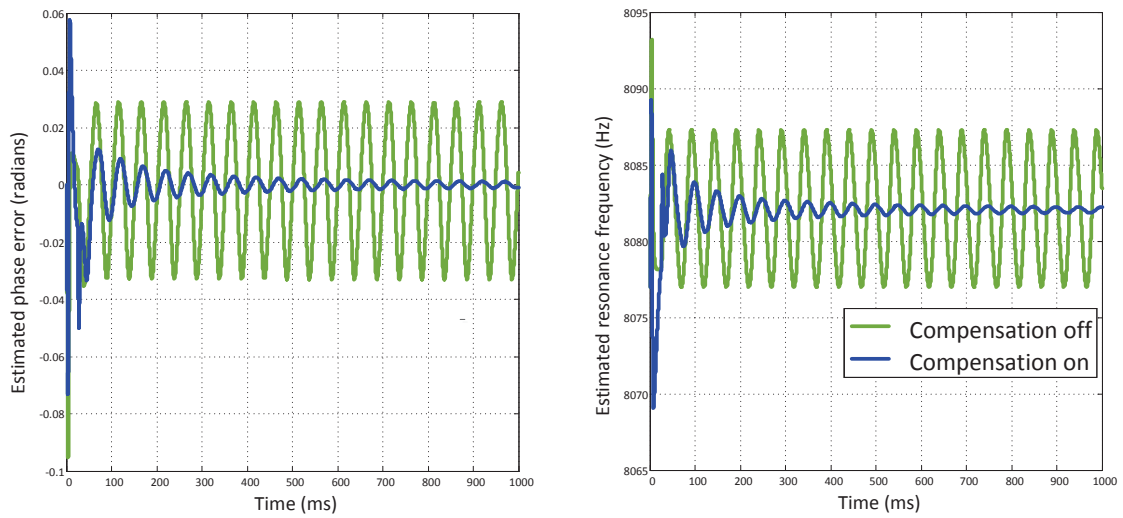 0.06
0.04
0.02
0
-0.02
-0.04
-0.06
-0.08
-0.1
Estimated phase error (radians)
0 100 200 300 400 500 600 700 800 900 1000
Time (ms)
8095
8090
8085
8080
8075
8070
8065
Estimated resonance frequency (Hz)
Compensation off
Compensation on
0 100 200 300 400 500 600 700 800 900 1000
Time (ms)